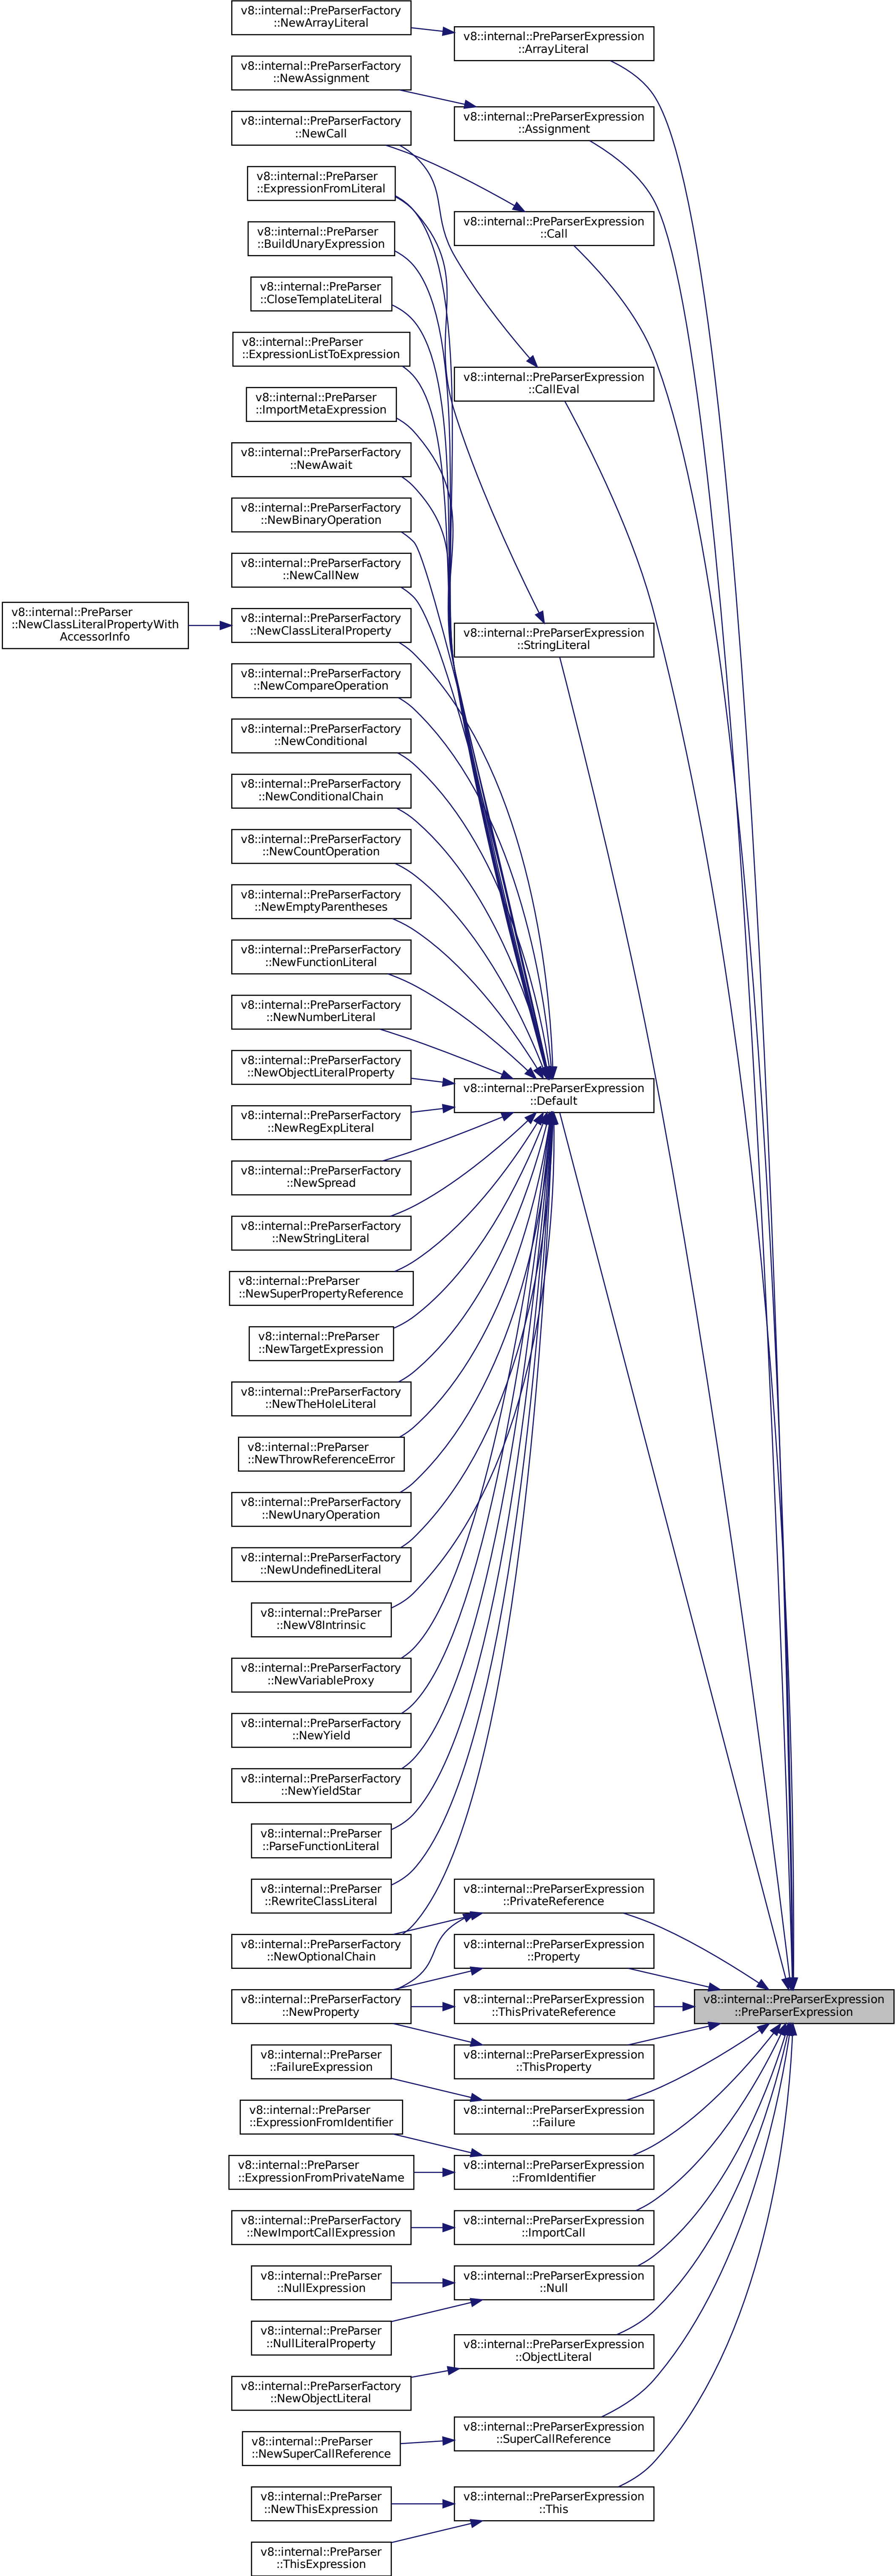 v8::internal::PreParserFactory
::NewArrayLiteral
v8::internal::PreParserExpression
::ArrayLiteral
v8::internal::PreParserFactory
::NewAssignment
v8::internal::PreParserExpression
::Assignment
v8::internal::PreParserFactory
::NewCall
v8::internal::PreParser
::ExpressionFromLiteral
v8::internal::PreParserExpression
::Call
v8::internal::PreParser
::BuildUnaryExpression
v8::internal::PreParser
::CloseTemplateLiteral
v8::internal::PreParser
::ExpressionListToExpression
v8::internal::PreParserExpression
::CallEval
v8::internal::PreParser
::ImportMetaExpression
v8::internal::PreParserFactory
::NewAwait
v8::internal::PreParserFactory
::NewBinaryOperation
v8::internal::PreParserFactory
::NewCallNew
v8::internal::PreParser
::NewClassLiteralPropertyWith
AccessorInfo
v8::internal::PreParserFactory
::NewClassLiteralProperty
v8::internal::PreParserExpression
::StringLiteral
v8::internal::PreParserFactory
::NewCompareOperation
v8::internal::PreParserFactory
::NewConditional
v8::internal::PreParserFactory
::NewConditionalChain
v8::internal::PreParserFactory
::NewCountOperation
v8::internal::PreParserFactory
::NewEmptyParentheses
v8::internal::PreParserFactory
::NewFunctionLiteral
v8::internal::PreParserFactory
::NewNumberLiteral
v8::internal::PreParserFactory
::NewObjectLiteralProperty
v8::internal::PreParserExpression
::Default
v8::internal::PreParserFactory
::NewRegExpLiteral
v8::internal::PreParserFactory
::NewSpread
v8::internal::PreParserFactory
::NewStringLiteral
v8::internal::PreParser
::NewSuperPropertyReference
v8::internal::PreParser
::NewTargetExpression
v8::internal::PreParserFactory
::NewTheHoleLiteral
v8::internal::PreParser
::NewThrowReferenceError
v8::internal::PreParserFactory
::NewUnaryOperation
v8::internal::PreParserFactory
::NewUndefinedLiteral
v8::internal::PreParser
::NewV8Intrinsic
v8::internal::PreParserFactory
::NewVariableProxy
v8::internal::PreParserFactory
::NewYield
v8::internal::PreParserFactory
::NewYieldStar
v8::internal::PreParser
::ParseFunctionLiteral
v8::internal::PreParser
::RewriteClassLiteral
v8::internal::PreParserExpression
::PrivateReference
v8::internal::PreParserFactory
::NewOptionalChain
v8::internal::PreParserExpression
::Property
v8::internal::PreParserFactory
::NewProperty
v8::internal::PreParserExpression
::ThisPrivateReference
v8::internal::PreParserExpression
::PreParserExpression
v8::internal::PreParser
::FailureExpression
v8::internal::PreParserExpression
::ThisProperty
v8::internal::PreParser
::ExpressionFromIdentifier
v8::internal::PreParserExpression
::Failure
v8::internal::PreParser
::ExpressionFromPrivateName
v8::internal::PreParserExpression
::FromIdentifier
v8::internal::PreParserFactory
::NewImportCallExpression
v8::internal::PreParserExpression
::ImportCall
v8::internal::PreParser
::NullExpression
v8::internal::PreParserExpression
::Null
v8::internal::PreParser
::NullLiteralProperty
v8::internal::PreParserExpression
::ObjectLiteral
v8::internal::PreParserFactory
::NewObjectLiteral
v8::internal::PreParserExpression
::SuperCallReference
v8::internal::PreParser
::NewSuperCallReference
v8::internal::PreParser
::NewThisExpression
v8::internal::PreParserExpression
::This
v8::internal::PreParser
::ThisExpression